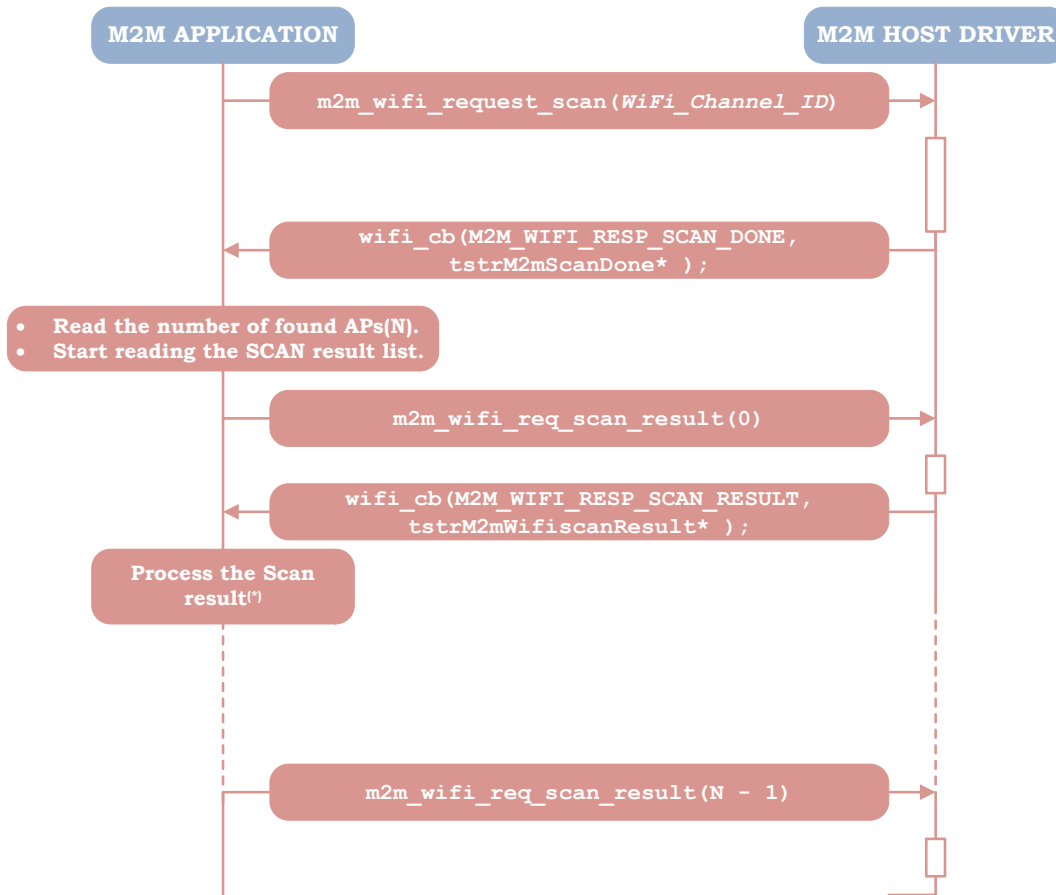 M2M APPLICATION
M2M HOST DRIVER
m2m_wifi_request_scan(WiFi_Channel_ID)
wifi_cb(M2M_WIFI_RESP_SCAN_DONE,
tstrM2mScanDone* );
• Read the number of found APs(N).
• Start reading the SCAN result list.
m2m_wifi_req_scan_result(0)
wifi_cb(M2M_WIFI_RESP_SCAN_RESULT,
tstrM2mWifiscanResult* );
Process the Scan
result(*)
m2m_wifi_req_scan_result(N - 1)